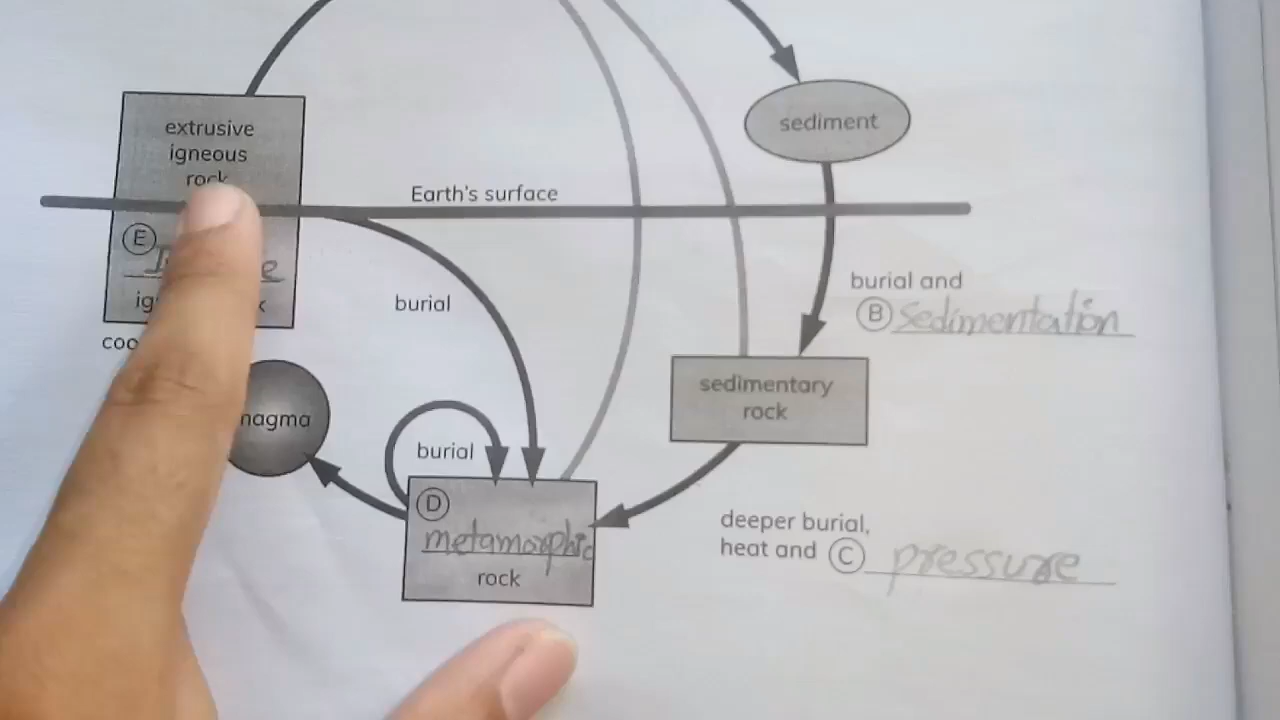 extrusive
igneous
rock
sediment
Earth's surface
E
burial
burial and
B Sedimentation
sedimentary
rock
burial
D
metamorphic
rock
deeper burial,
heat and C pressure